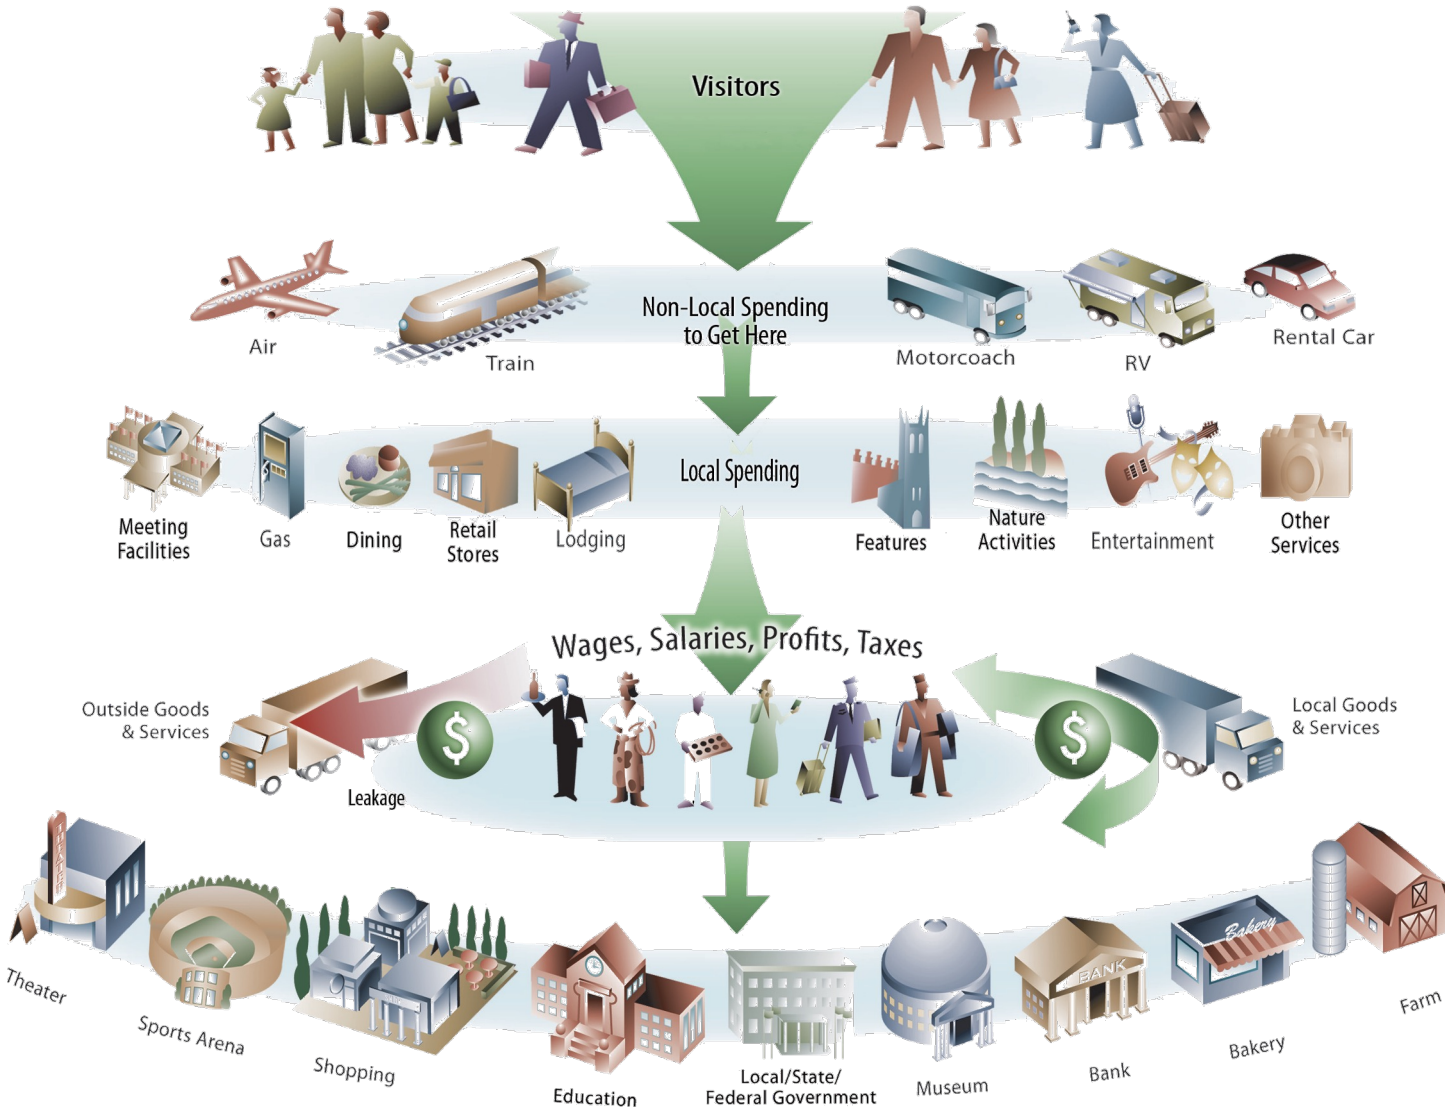 Visitors
Non-Local Spending
to Get Here
Air
Train
Motorcoach
RV
Rental Car
Local Spending
Meeting
Facilities
Gas
Dining
Retail
Stores
Lodging
Features
Nature
Activities
Entertainment
Other
Services
Wages, Salaries, Profits, Taxes
Outside Goods
& Services
$
Leakage
$
Local Goods
& Services
THEATER
Theater
Sports Arena
Shopping
Education
Local/State/
Federal Government
Museum
BANK
Bank
Bakery
Bakery
Farm